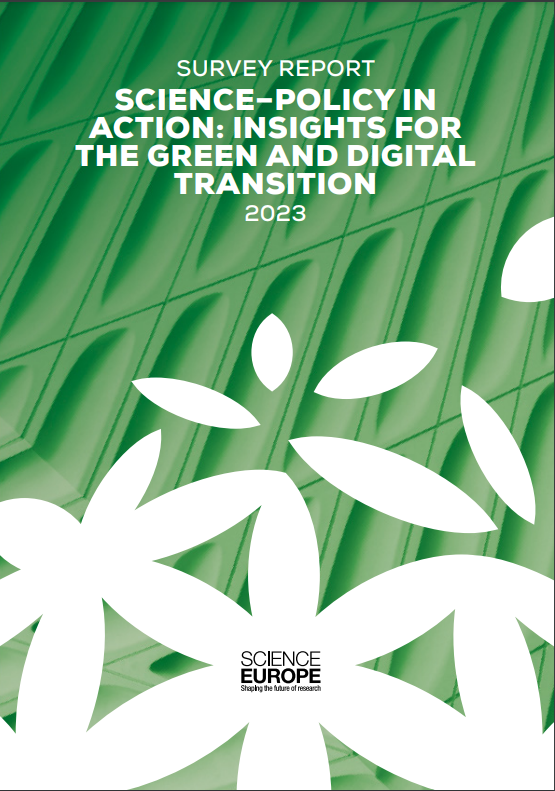 SURVEY REPORT
SCIENCE–POLICY IN
ACTION: INSIGHTS FOR
THE GREEN AND DIGITAL
TRANSITION
2023
SCIENCE
EUROPE
Shaping the future of research